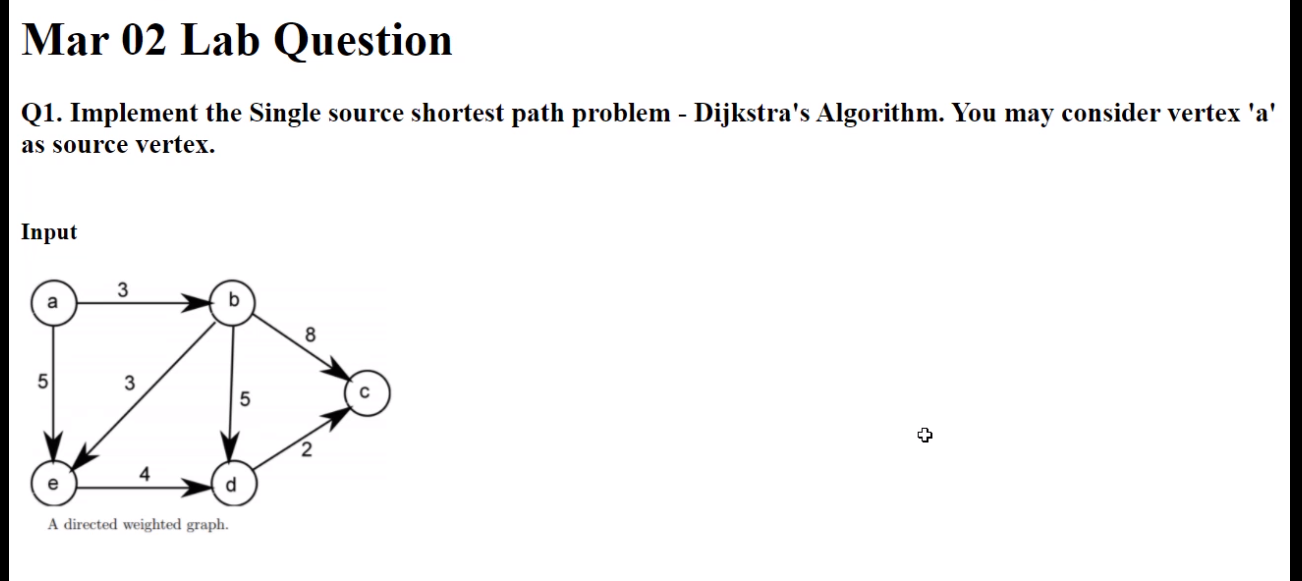 Mar 02 Lab Question
Q1. Implement the Single source shortest path problem - Dijkstra's Algorithm. You may consider vertex 'a'
as source vertex.
Input
3
a
b
8
5
3
5
c
2
4
e
d
A directed weighted graph.